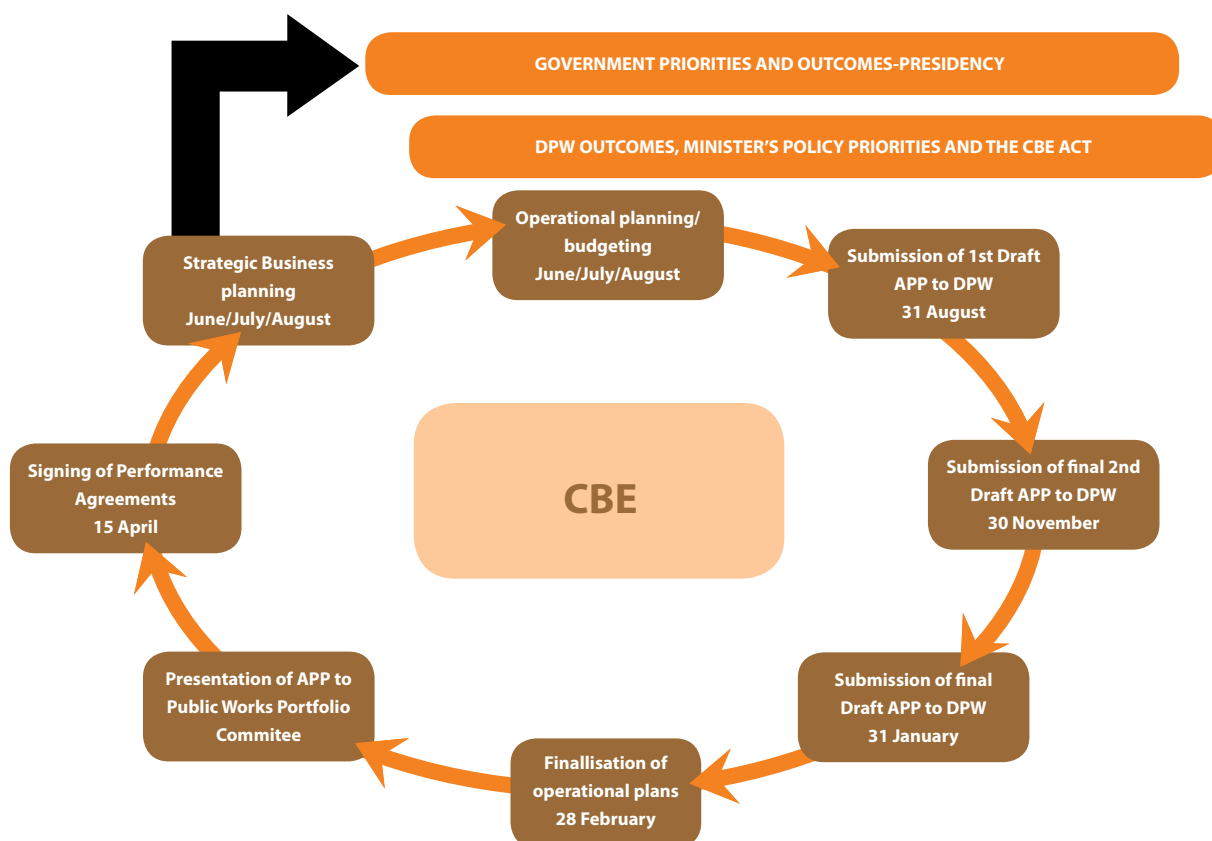 GOVERNMENT PRIORITIES AND OUTCOMES-PRESIDENCY
DPW OUTCOMES, MINISTER’S POLICY PRIORITIES AND THE CBE ACT
Strategic Business
planning
June/July/August
Operational planning/
budgeting
June/July/August
Submission of 1st Draft
APP to DPW
31 August
Submission of final 2nd
Draft APP to DPW
30 November
Submission of final
Draft APP to DPW
31 January
Finallisation of
operational plans
28 February
Presentation of APP to
Public Works Portfolio
Commitee
Signing of Performance
Agreements
15 April
CBE